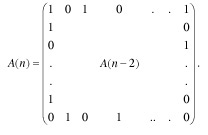 1 0 1 0 . . 1
1 0
0 1
A(n) = . A(n−2) . .
. .
1 0
0 1 0 1 .. . 0